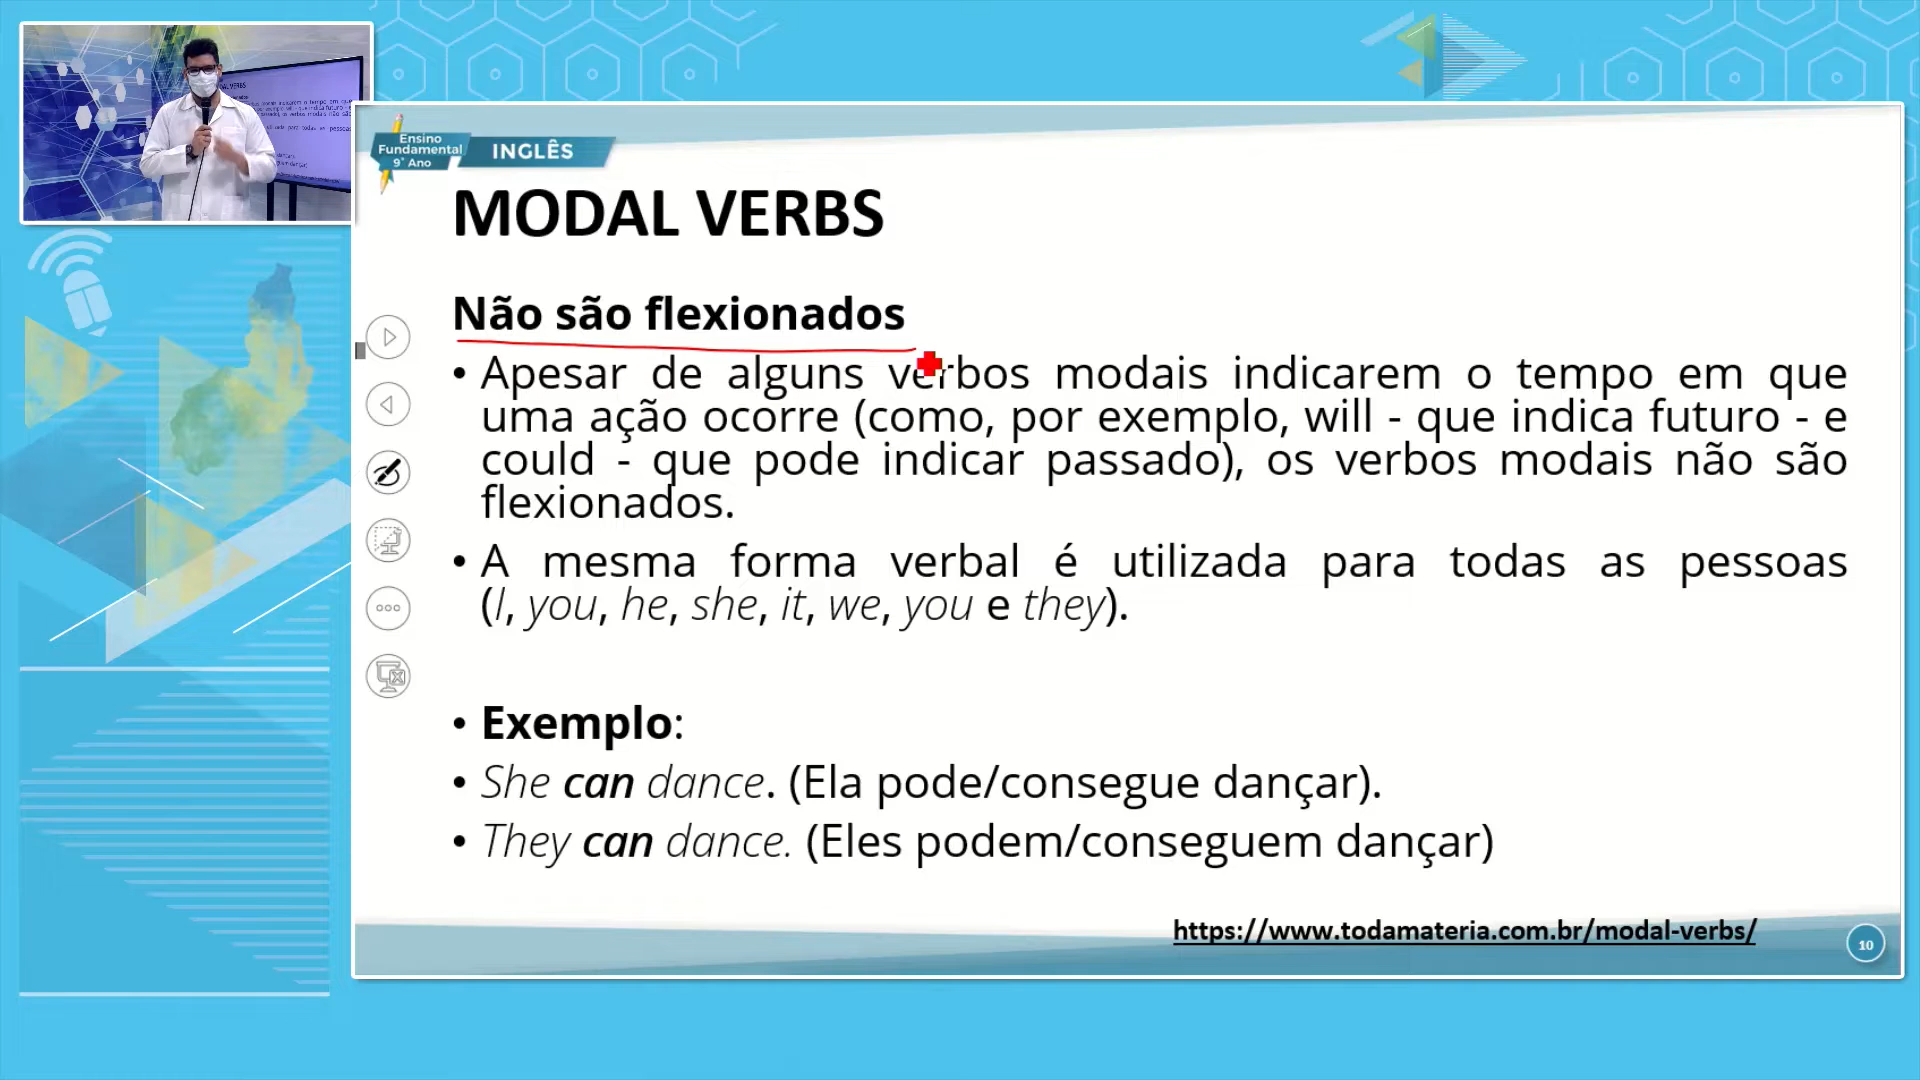 Ensino
Fundamental
9° Ano
INGLÊS
MODAL VERBS
Não são flexionados
• Apesar de alguns verbos modais indicarem o tempo em que
uma ação ocorre (como, por exemplo, will - que indica futuro - e
could - que pode indicar passado), os verbos modais não são
flexionados.
• A mesma forma verbal é utilizada para todas as pessoas
(I, you, he, she, it, we, you e they).
• Exemplo:
• She can dance. (Ela pode/consegue dançar).
• They can dance. (Eles podem/conseguem dançar)
https://www.todamateria.com.br/modal-verbs/
10